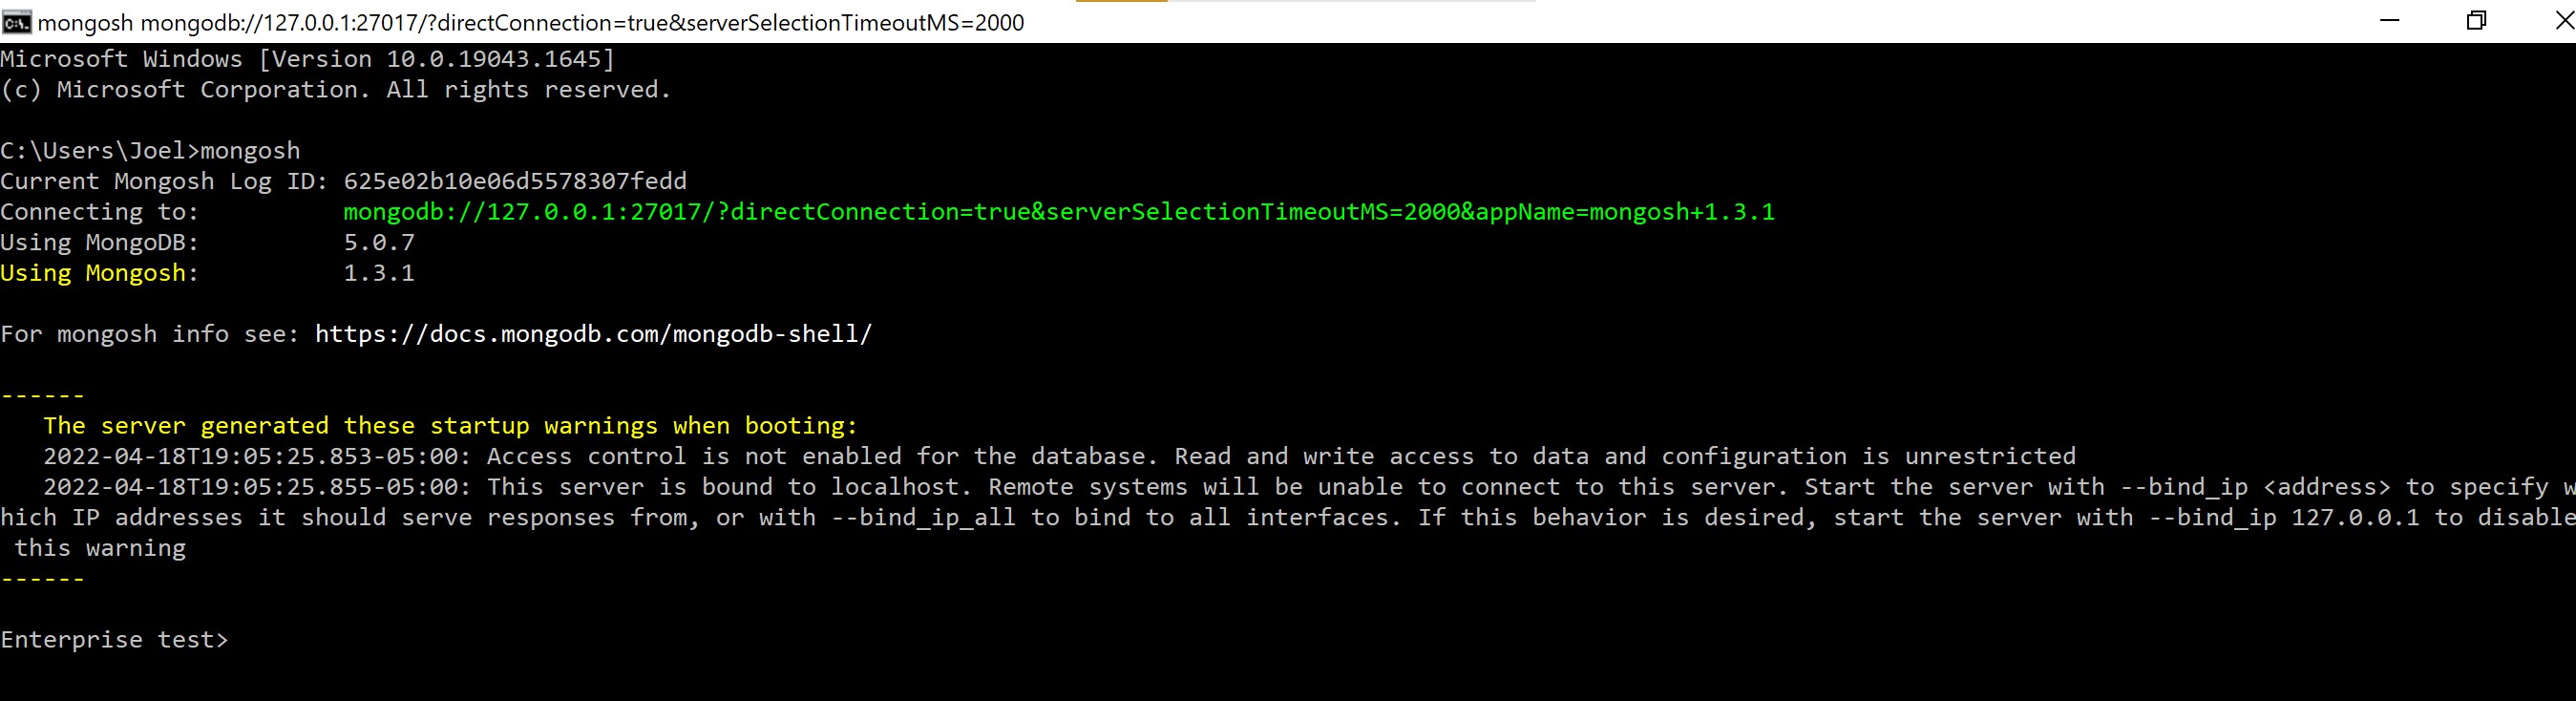 mongosh mongodb://127.0.0.1:27017/?directConnection=true&serverSelectionTimeoutMS=2000
Microsoft Windows [Version 10.0.19043.1645]
(c) Microsoft Corporation. All rights reserved.
C:\Users\Joel>mongosh
Current Mongosh Log ID: 625e02b10e06d5578307fedd
Connecting to:          mongodb://127.0.0.1:27017/?directConnection=true&serverSelectionTimeoutMS=2000&appName=mongosh+1.3.1
Using MongoDB:          5.0.7
Using Mongosh:          1.3.1
For mongosh info see: https://docs.mongodb.com/mongodb-shell/
------
   The server generated these startup warnings when booting:
   2022-04-18T19:05:25.853-05:00: Access control is not enabled for the database. Read and write access to data and configuration is unrestricted
   2022-04-18T19:05:25.855-05:00: This server is bound to localhost. Remote systems will be unable to connect to this server. Start the server with --bind_ip <address> to specify w
hich IP addresses it should serve responses from, or with --bind_ip_all to bind to all interfaces. If this behavior is desired, start the server with --bind_ip 127.0.0.1 to disable
 this warning
------
Enterprise test>